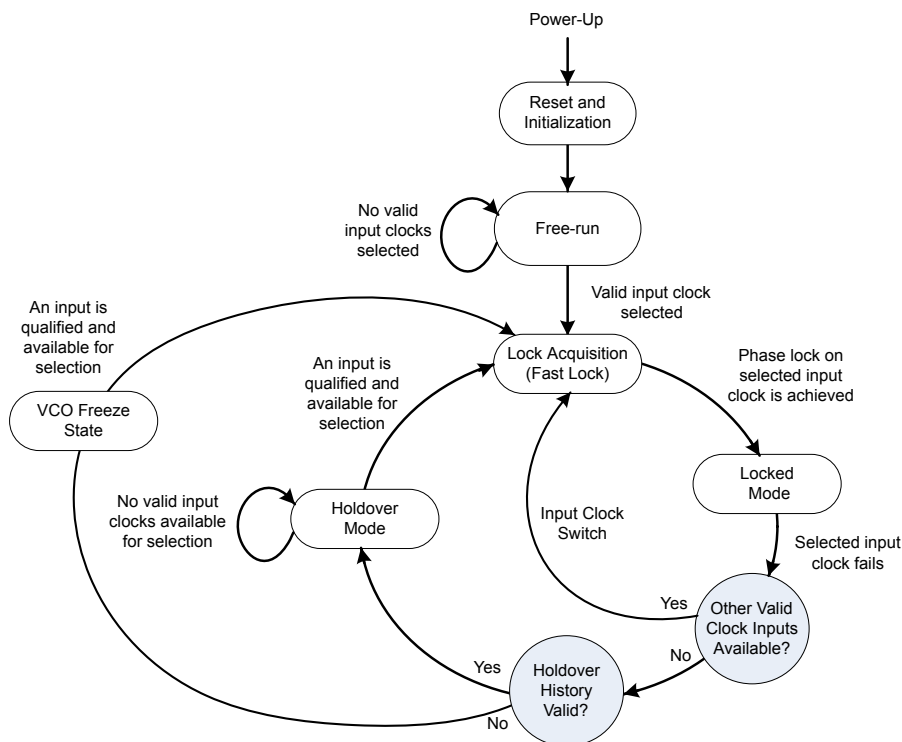 Power-Up
Reset and
Initialization
No valid
input clocks
selected
Free-run
Valid input clock
selected
An input is
qualified and
available for
selection
An input is
qualified and
available for
selection
Lock Acquisition
(Fast Lock)
Phase lock on
selected input
clock is achieved
VCO Freeze
State
Locked
Mode
No valid input
clocks available
for selection
Holdover
Mode
Input Clock
Switch
Selected input
clock fails
Yes
Other Valid
Clock Inputs
Available?
No
Yes
Holdover
History
Valid?
No